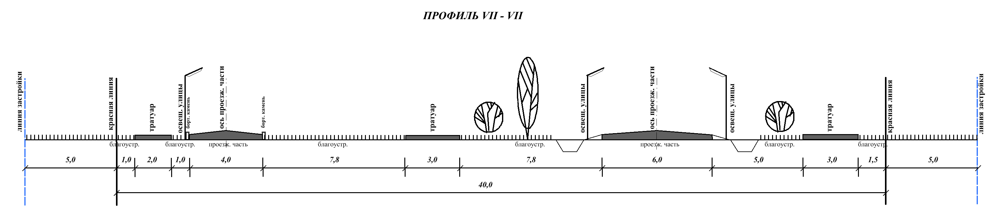 ПРОФИЛЬ VII - VII
линия застройки
красная линия
тратуар
освещ. улицы
борт. камень
ось проезж. части
борт. камень
тратуар
освещ. улицы
ось проезж. части
освещ. улицы
тратуар
красная линия
линия застройки
благоустр.
благоустр.
проезж. часть
благоустр.
благоустр.
проезж. часть
благоустр.
благоустр.
5,0 1,0 2,0 1,0 4,0 7,8 3,0 7,8 6,0 5,0 3,0 1,5 5,0
40,0